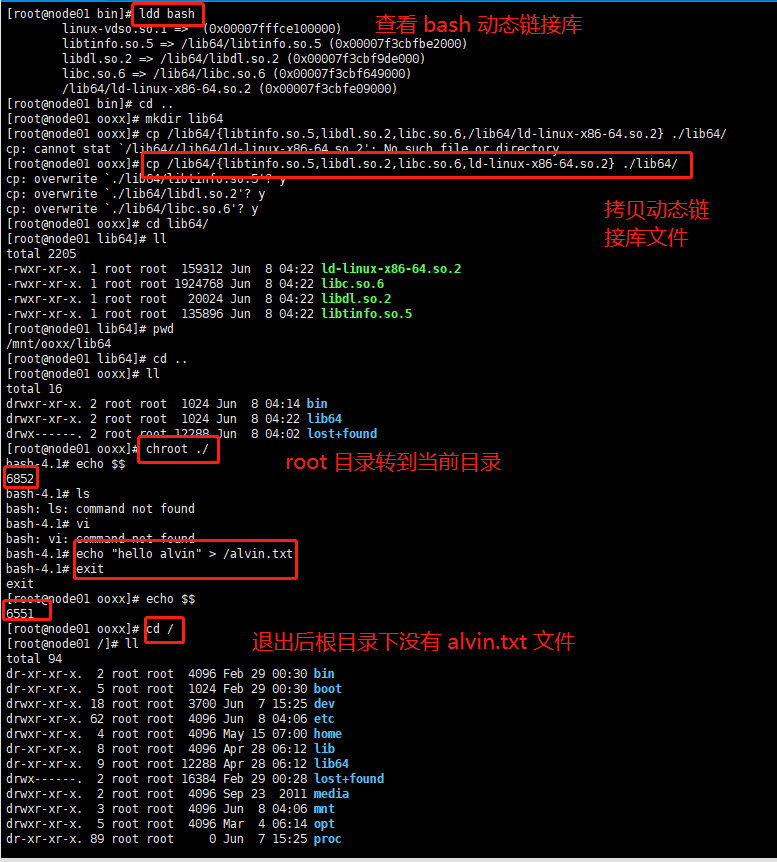 [root@node01 bin]# ldd bash
查看 bash 动态链接库
linux-vdso.so.1 => (0x00007fffce100000)
libtinfo.so.5 => /lib64/libtinfo.so.5 (0x00007f3cbfbe2000)
libdl.so.2 => /lib64/libdl.so.2 (0x00007f3cbf9de000)
libc.so.6 => /lib64/libc.so.6 (0x00007f3cbf649000)
/lib64/ld-linux-x86-64.so.2 (0x00007f3cbfe09000)
[root@node01 bin]# cd ..
[root@node01 ooxx]# mkdir lib64
[root@node01 ooxx]# cp /lib64/{libtinfo.so.5,libdl.so.2,libc.so.6,/lib64/ld-linux-x86-64.so.2} ./lib64/
cp: cannot stat `/lib64//lib64/ld-linux-x86-64.so.2': No such file or directory
[root@node01 ooxx]# cp /lib64/{libtinfo.so.5,libdl.so.2,libc.so.6,ld-linux-x86-64.so.2} ./lib64/
cp: overwrite `./lib64/libtinfo.so.5'? y
cp: overwrite `./lib64/libdl.so.2'? y
cp: overwrite `./lib64/libc.so.6'? y
拷贝动态链
接库文件
[root@node01 ooxx]# cd lib64/
[root@node01 lib64]# ll
total 2205
-rwxr-xr-x. 1 root root 159312 Jun 8 04:22 ld-linux-x86-64.so.2
-rwxr-xr-x. 1 root root 1924768 Jun 8 04:22 libc.so.6
-rwxr-xr-x. 1 root root 20024 Jun 8 04:22 libdl.so.2
-rwxr-xr-x. 1 root root 135896 Jun 8 04:22 libtinfo.so.5
[root@node01 lib64]# pwd
/mnt/ooxx/lib64
[root@node01 lib64]# cd ..
[root@node01 ooxx]# ll
total 16
drwxr-xr-x. 2 root root 1024 Jun 8 04:14 bin
drwxr-xr-x. 2 root root 1024 Jun 8 04:22 lib64
drwx------. 2 root root 12288 Jun 8 04:02 lost+found
[root@node01 ooxx]# chroot ./
root 目录转到当前目录
bash-4.1# echo $$
6852
bash-4.1# ls
bash: ls: command not found
bash-4.1# vi
bash: vi: command not found
bash-4.1# echo "hello alvin" > /alvin.txt
bash-4.1# exit
exit
[root@node01 ooxx]# echo $$
6551
[root@node01 ooxx]# cd /
退出后根目录下没有 alvin.txt 文件
[root@node01 /]# ll
total 94
dr-xr-xr-x. 2 root root 4096 Feb 29 00:30 bin
dr-xr-xr-x. 5 root root 1024 Feb 29 00:30 boot
drwxr-xr-x. 18 root root 3700 Jun 7 15:25 dev
drwxr-xr-x. 62 root root 4096 Jun 8 04:06 etc
drwxr-xr-x. 4 root root 4096 May 15 07:00 home
dr-xr-xr-x. 8 root root 4096 Apr 28 06:12 lib
dr-xr-xr-x. 9 root root 12288 Apr 28 06:12 lib64
drwx------. 2 root root 16384 Feb 29 00:28 lost+found
drwxr-xr-x. 2 root root 4096 Sep 23 2011 media
drwxr-xr-x. 3 root root 4096 Jun 8 04:06 mnt
drwxr-xr-x. 5 root root 4096 Mar 4 06:14 opt
dr-xr-xr-x. 89 root root 0 Jun 7 15:25 proc